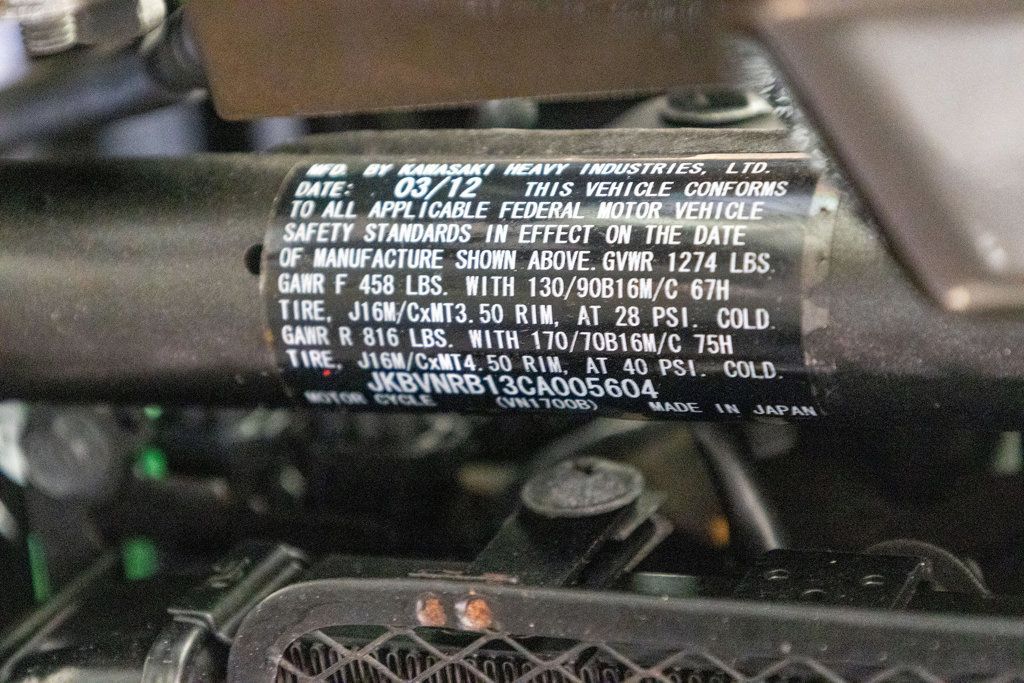 MFD. BY KAWASAKI HEAVY INDUSTRIES, LTD.
DATE: 03/12 THIS VEHICLE CONFORMS
TO ALL APPLICABLE FEDERAL MOTOR VEHICLE
SAFETY STANDARDS IN EFFECT ON THE DATE
OF MANUFACTURE SHOWN ABOVE. GVWR 1274 LBS.
GAWR F 458 LBS. WITH 130/90B16M/C 67H
TIRE, J16M/CxMT3.50 RIM, AT 28 PSI. COLD.
GAWR R 816 LBS. WITH 170/70B16M/C 75H
TIRE, J16M/CxMT4.50 RIM, AT 40 PSI. COLD.
JKBVNRB13CA005604
MOTOR CYCLE (VN1700B) MADE IN JAPAN